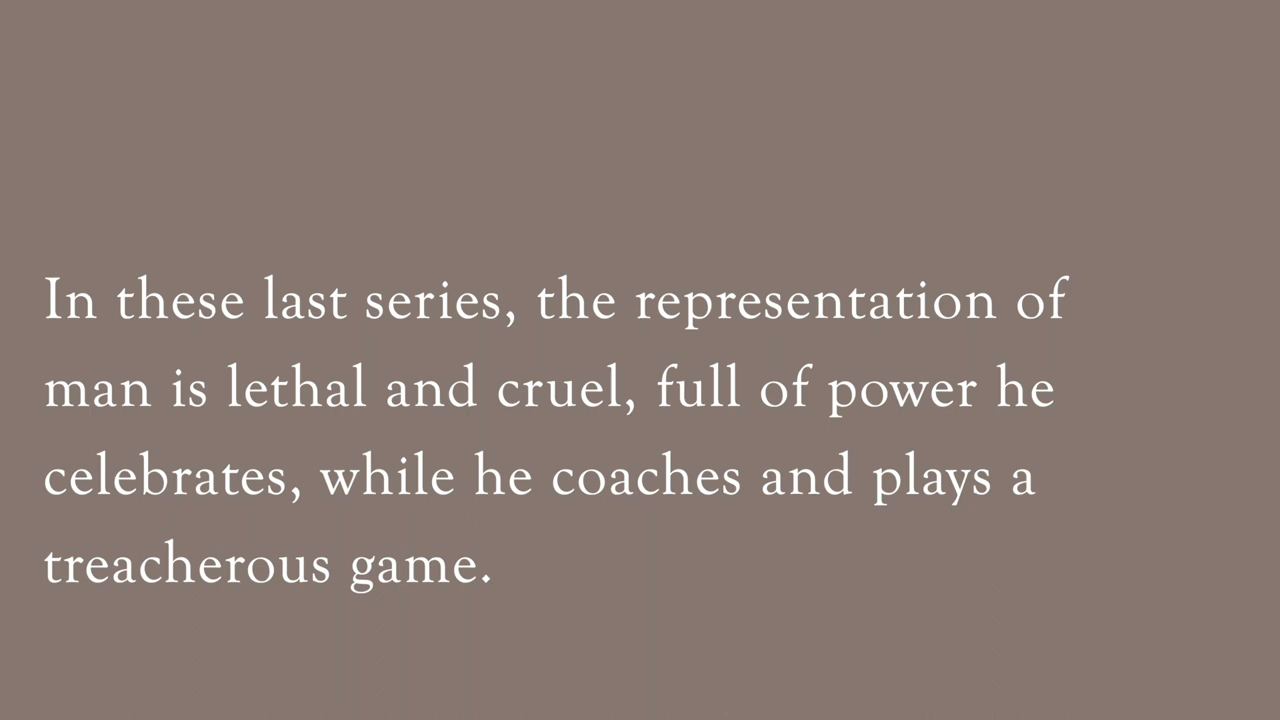 In these last series, the representation of
man is lethal and cruel, full of power he
celebrates, while he coaches and plays a
treacherous game.